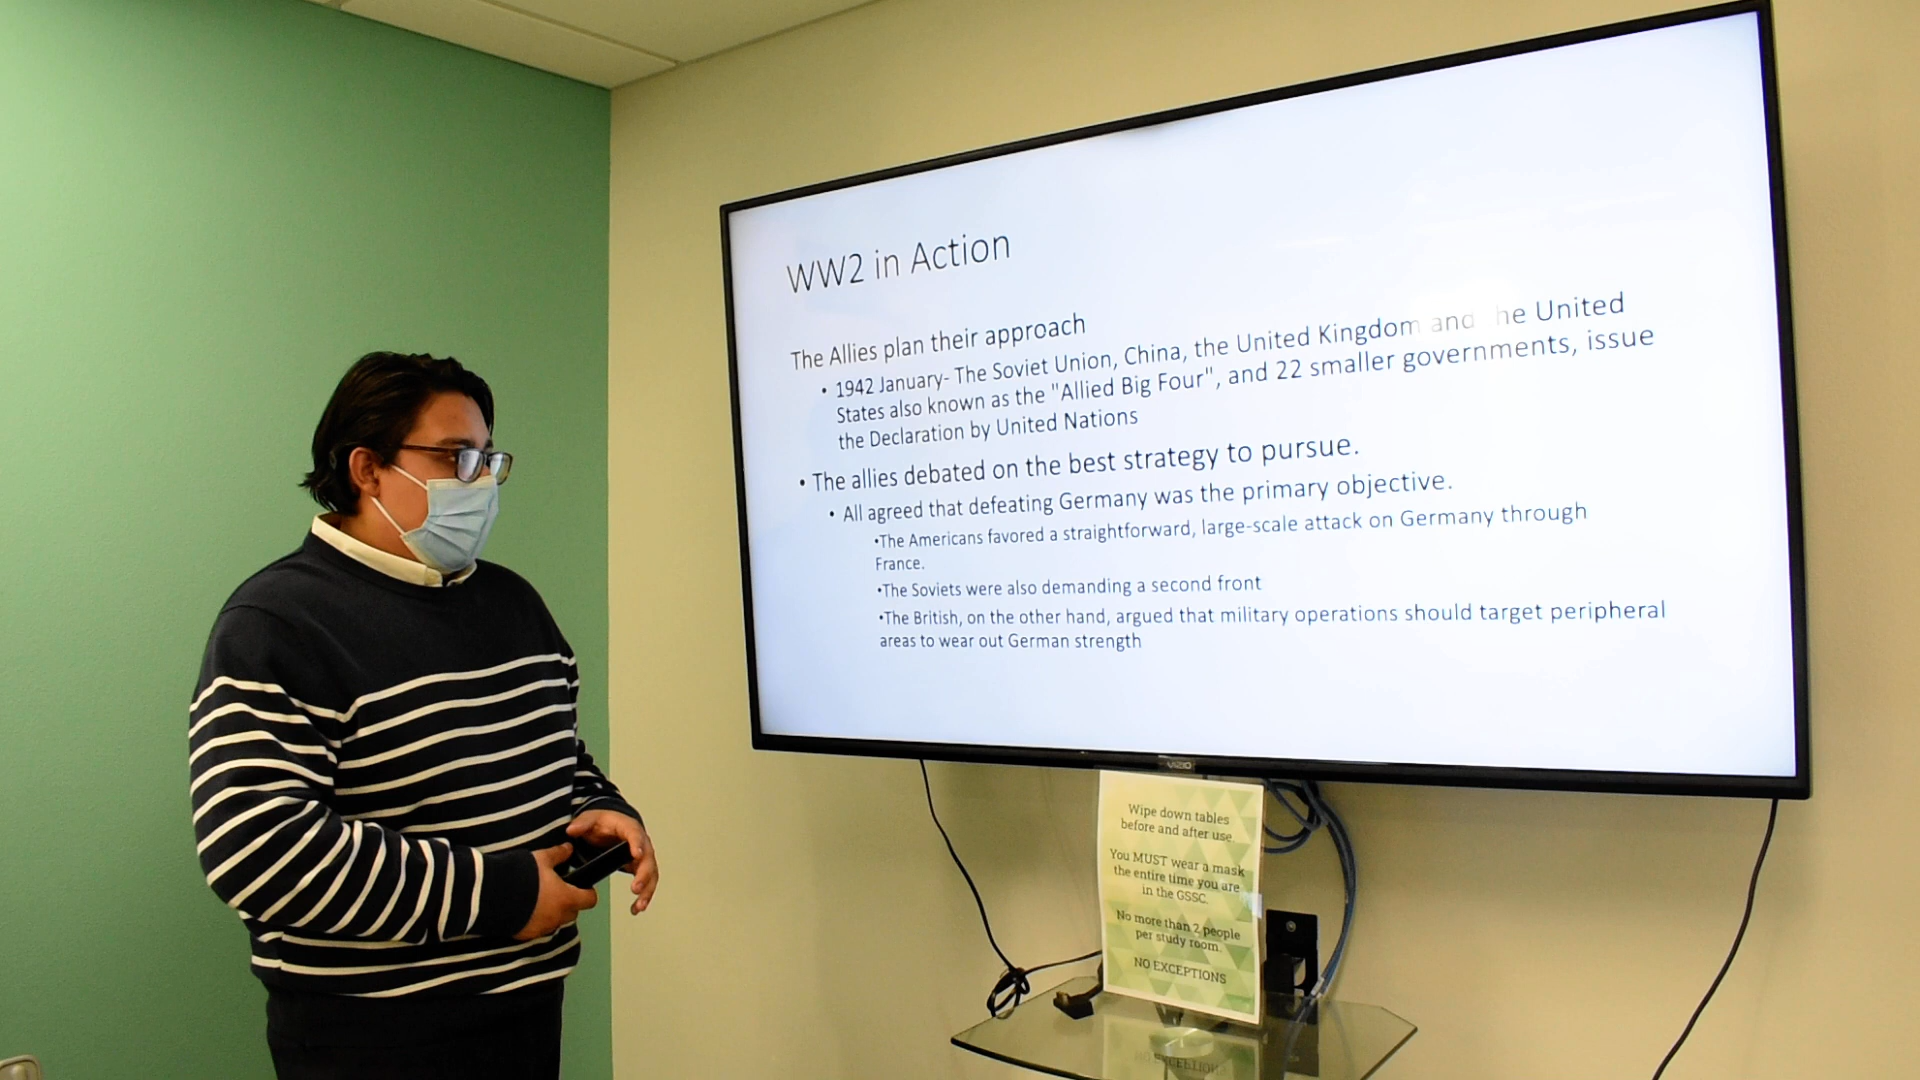 WW2 in Action
The Allies plan their approach
• 1942 January- The Soviet Union, China, the United Kingdom and he United
States also known as the "Allied Big Four", and 22 smaller governments, issue
the Declaration by United Nations
• The allies debated on the best strategy to pursue.
• All agreed that defeating Germany was the primary objective.
•The Americans favored a straightforward, large-scale attack on Germany through
France.
•The Soviets were also demanding a second front
•The British, on the other hand, argued that military operations should target peripheral
areas to wear out German strength
VIZIO
Wipe down tables
before and after use.
You MUST wear a mask
the entire time you are
in the GSSC.
No more than 2 people
per study room.
NO EXCEPTIONS